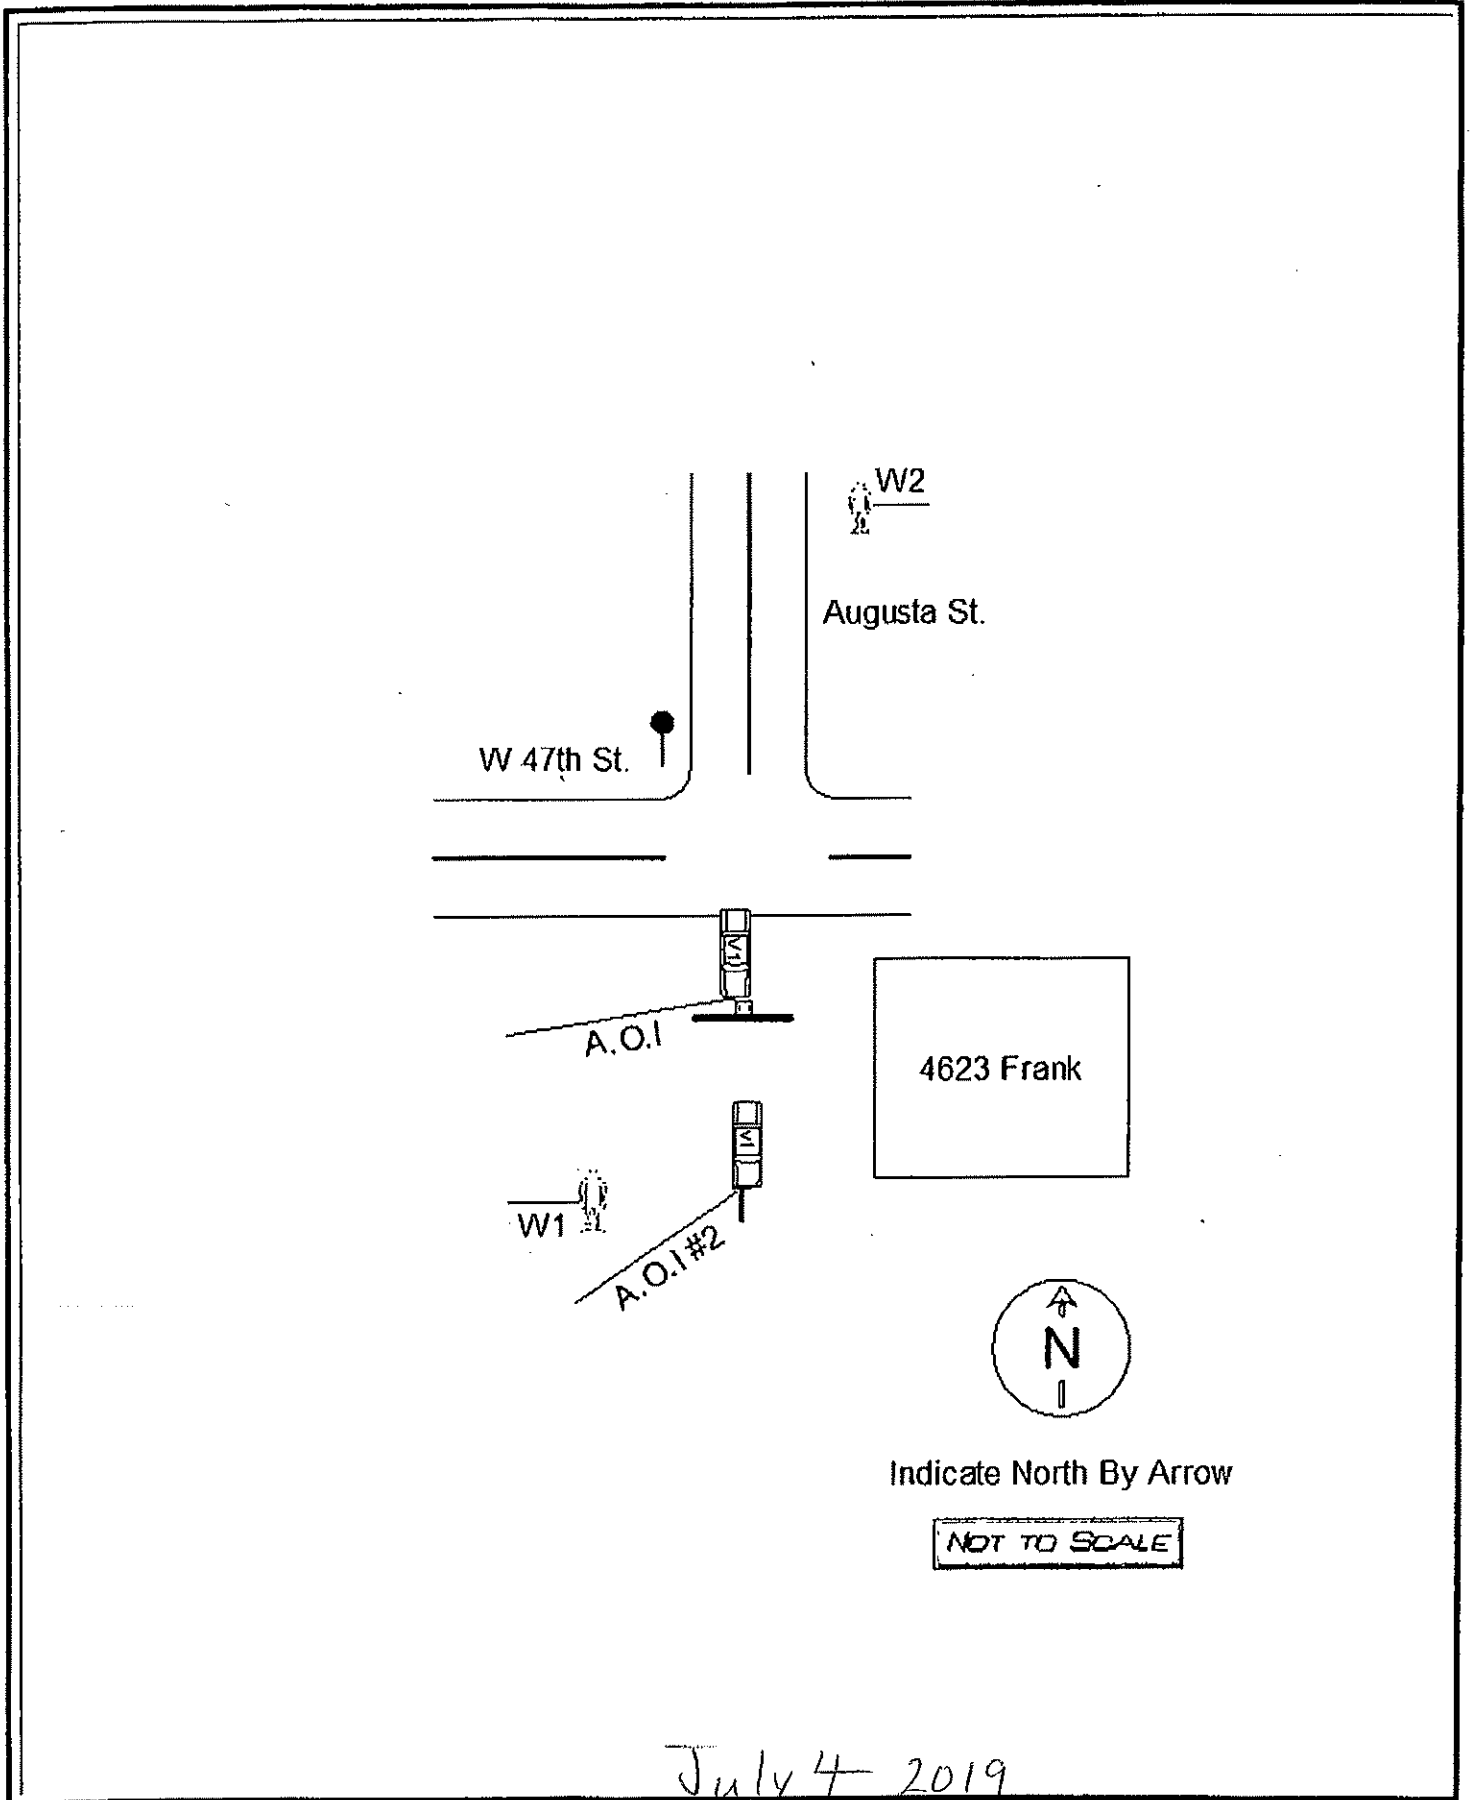 W2
Augusta St.
W 47th St.
V1
A.O.I
4623 Frank
V1
W1
A.O.I #2
N
Indicate North By Arrow
NOT TO SCALE
July 4 2019